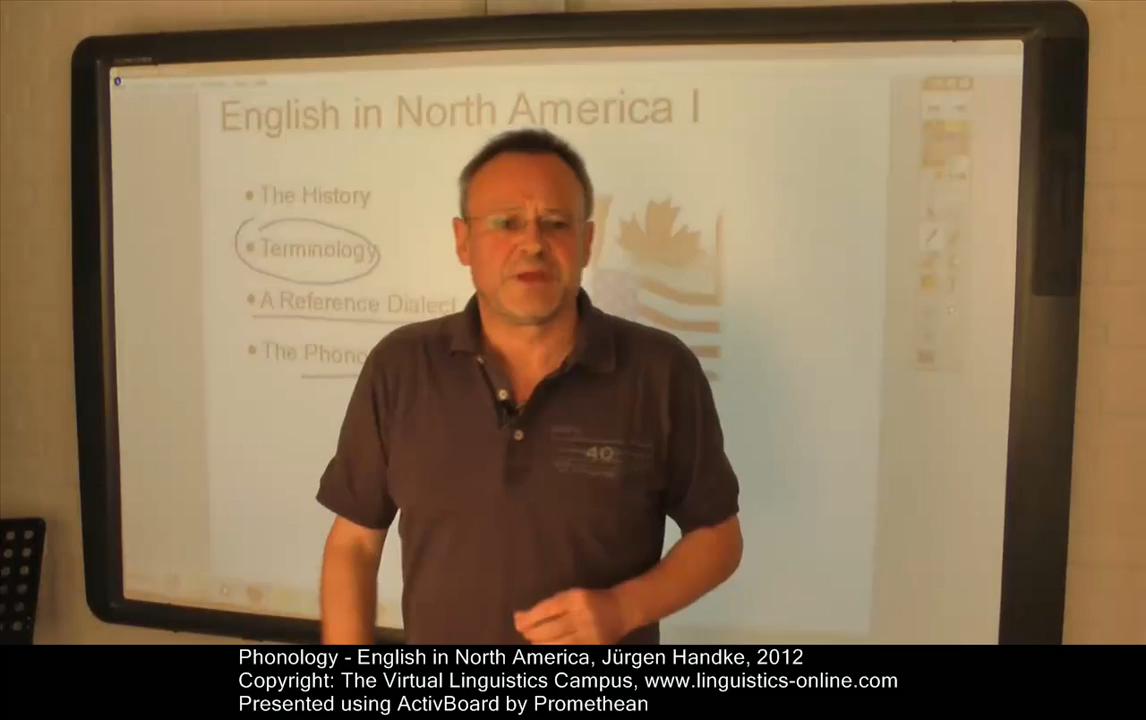 English in North America I
• The History
• Terminology
• A Reference Dialect
• The Phono
40
Phonology - English in North America, Jürgen Handke, 2012
Copyright: The Virtual Linguistics Campus, www.linguistics-online.com
Presented using ActivBoard by Promethean